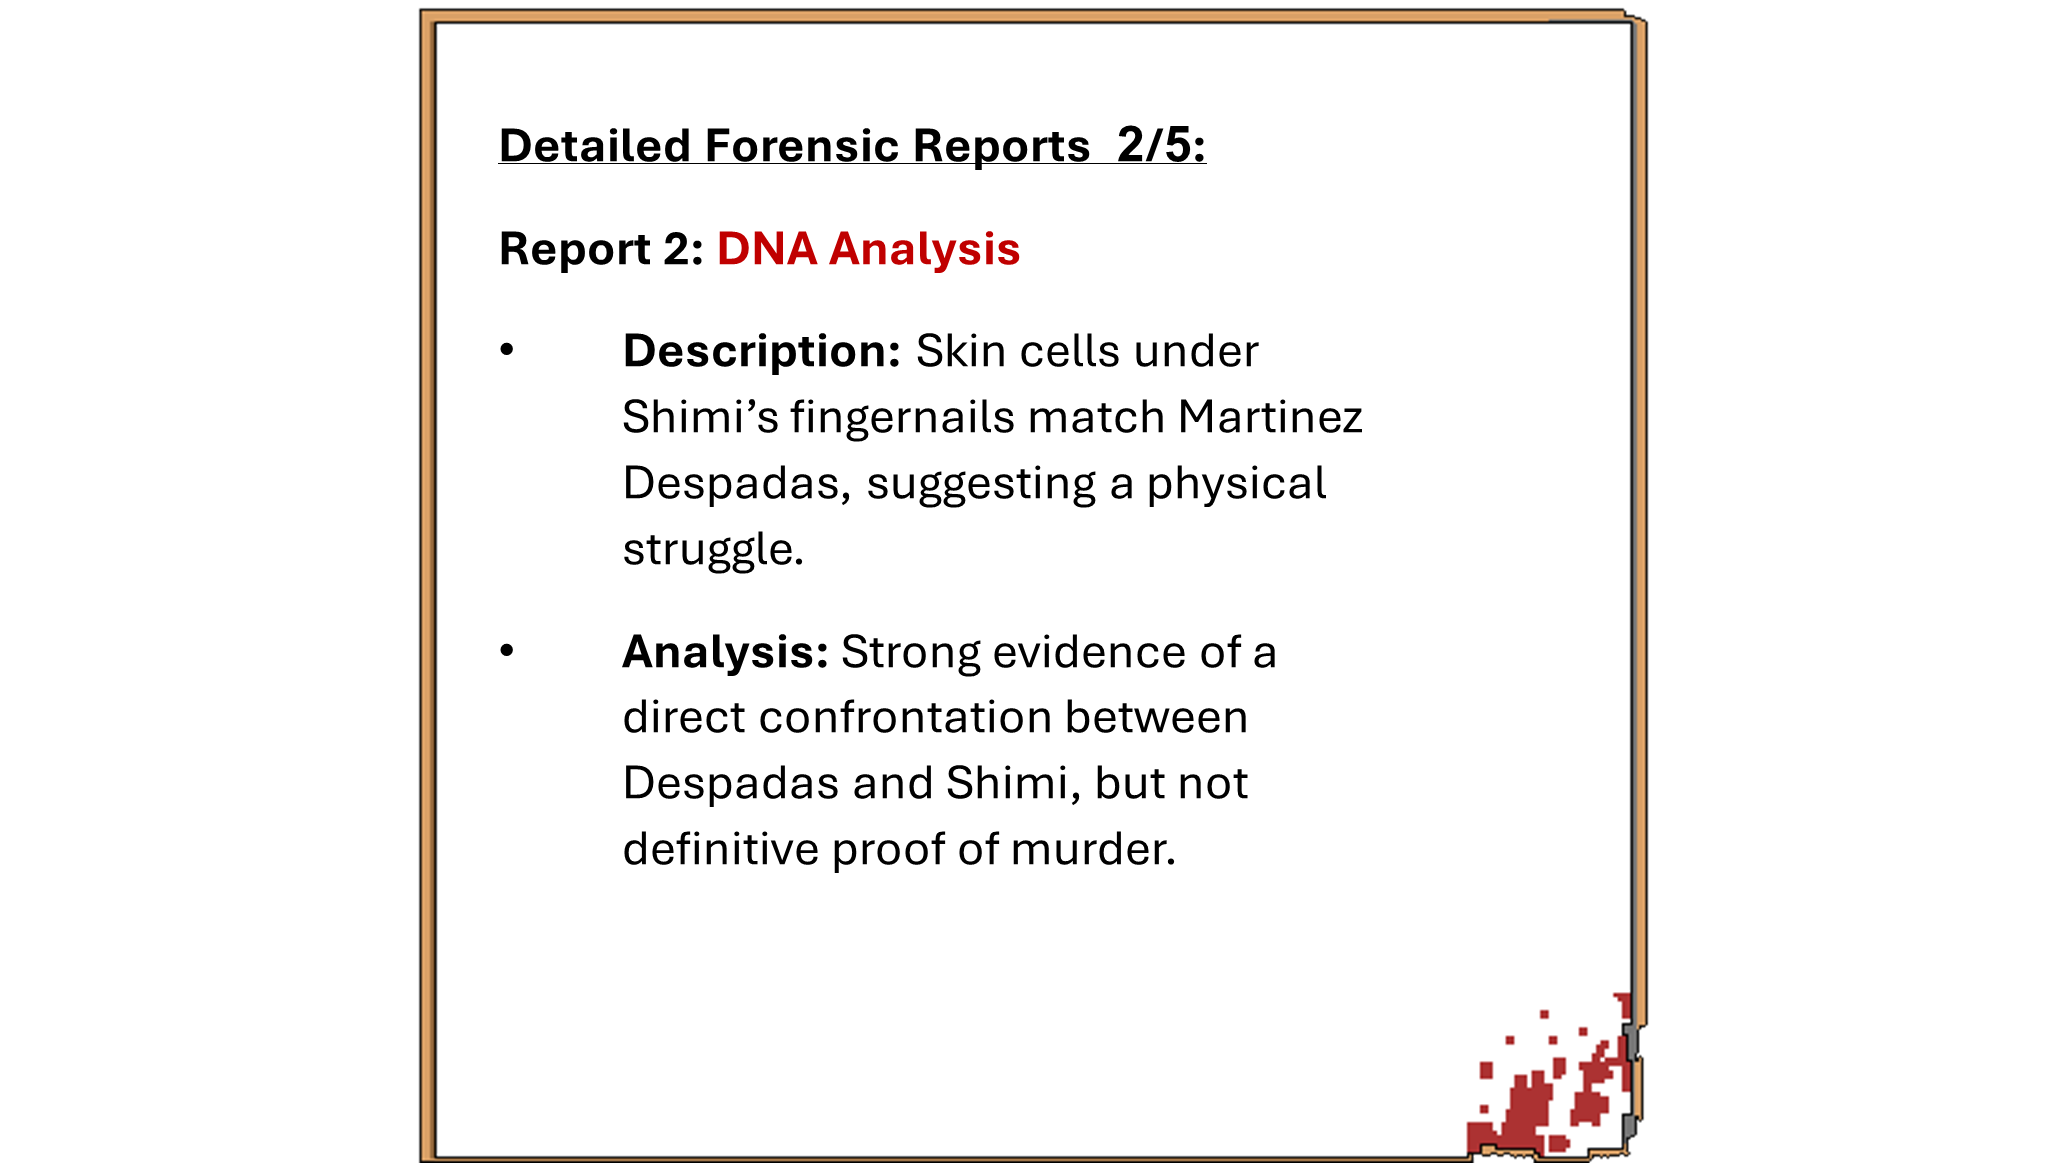 Detailed Forensic Reports  2/5:
Report 2: DNA Analysis
• Description: Skin cells under
Shimi’s fingernails match Martinez
Despadas, suggesting a physical
struggle.
• Analysis: Strong evidence of a
direct confrontation between
Despadas and Shimi, but not
definitive proof of murder.